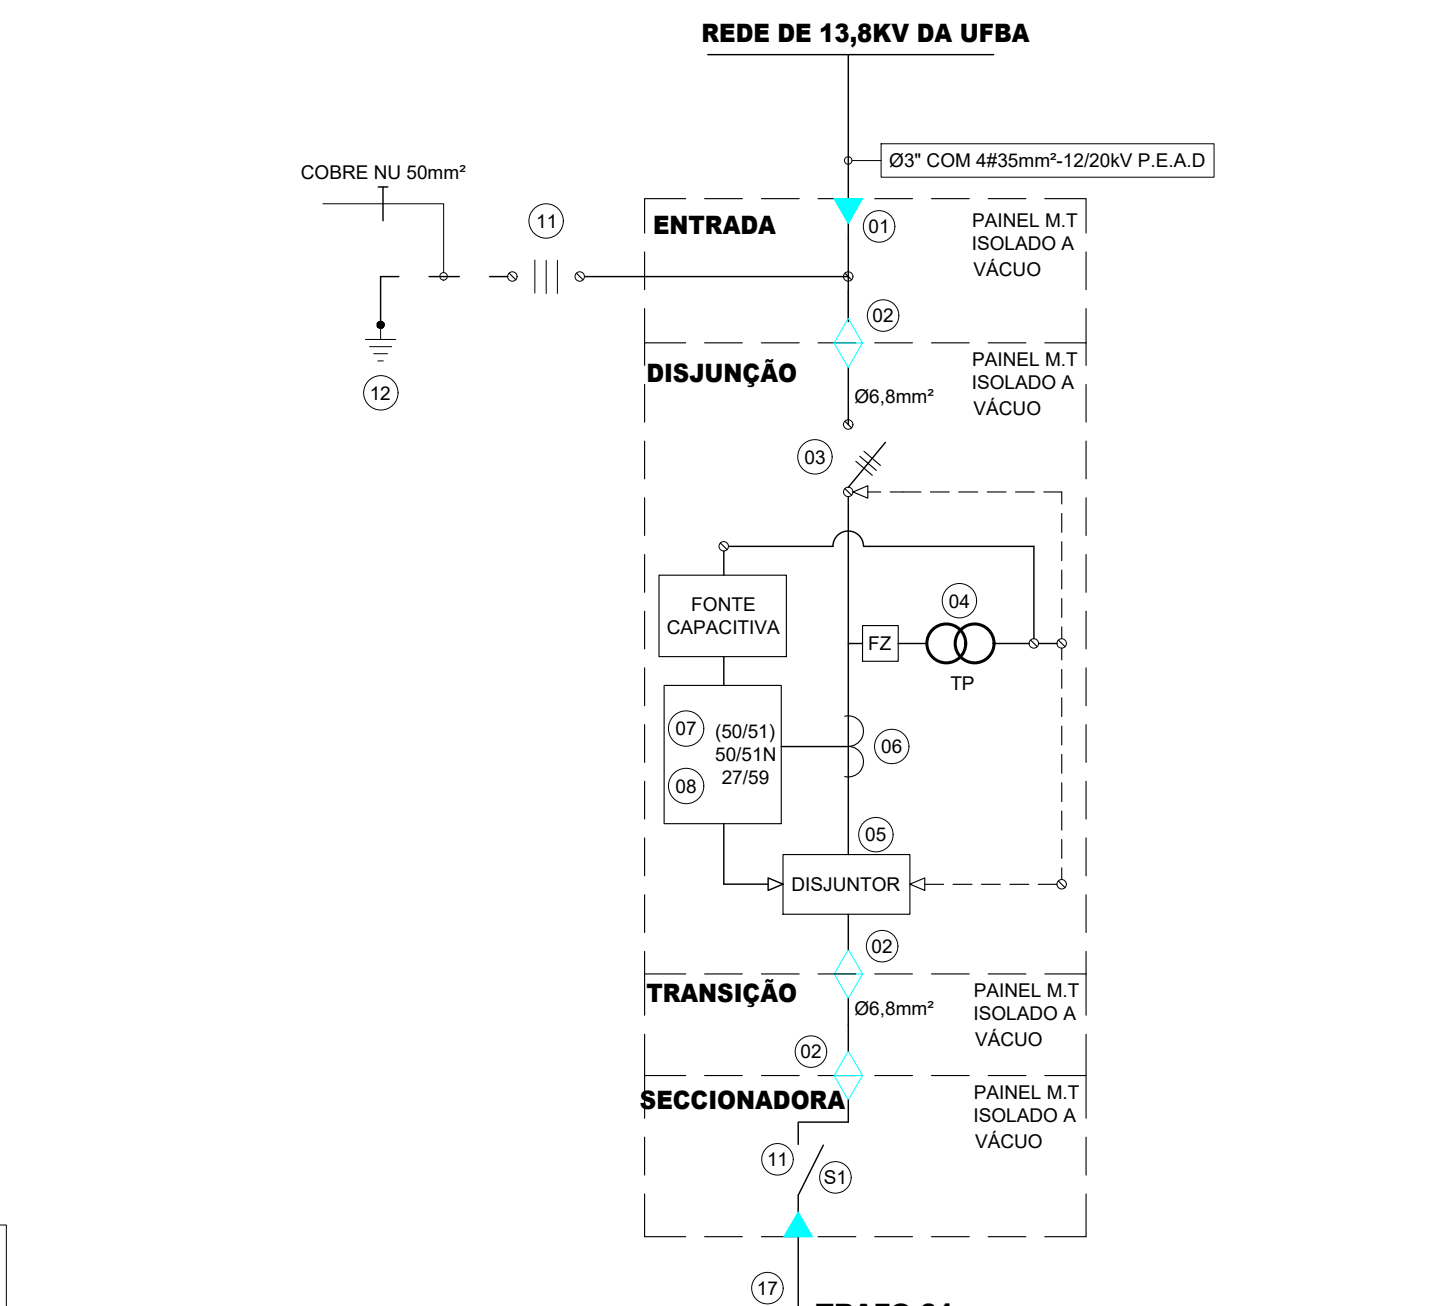 REDE DE 13,8KV DA UFBA
Ø3" COM 4#35mm²-12/20kV P.E.A.D
COBRE NU 50mm²
11
12
ENTRADA
01
PAINEL M.T
ISOLADO A
VÁCUO
02
DISJUNÇÃO
PAINEL M.T
ISOLADO A
VÁCUO
Ø6,8mm²
03
FONTE
CAPACITIVA
04
FZ
TP
07
(50/51)
50/51N
27/59
08
06
05
DISJUNTOR
02
TRANSIÇÃO
PAINEL M.T
ISOLADO A
VÁCUO
Ø6,8mm²
02
SECCIONADORA
PAINEL M.T
ISOLADO A
VÁCUO
11
S1
17